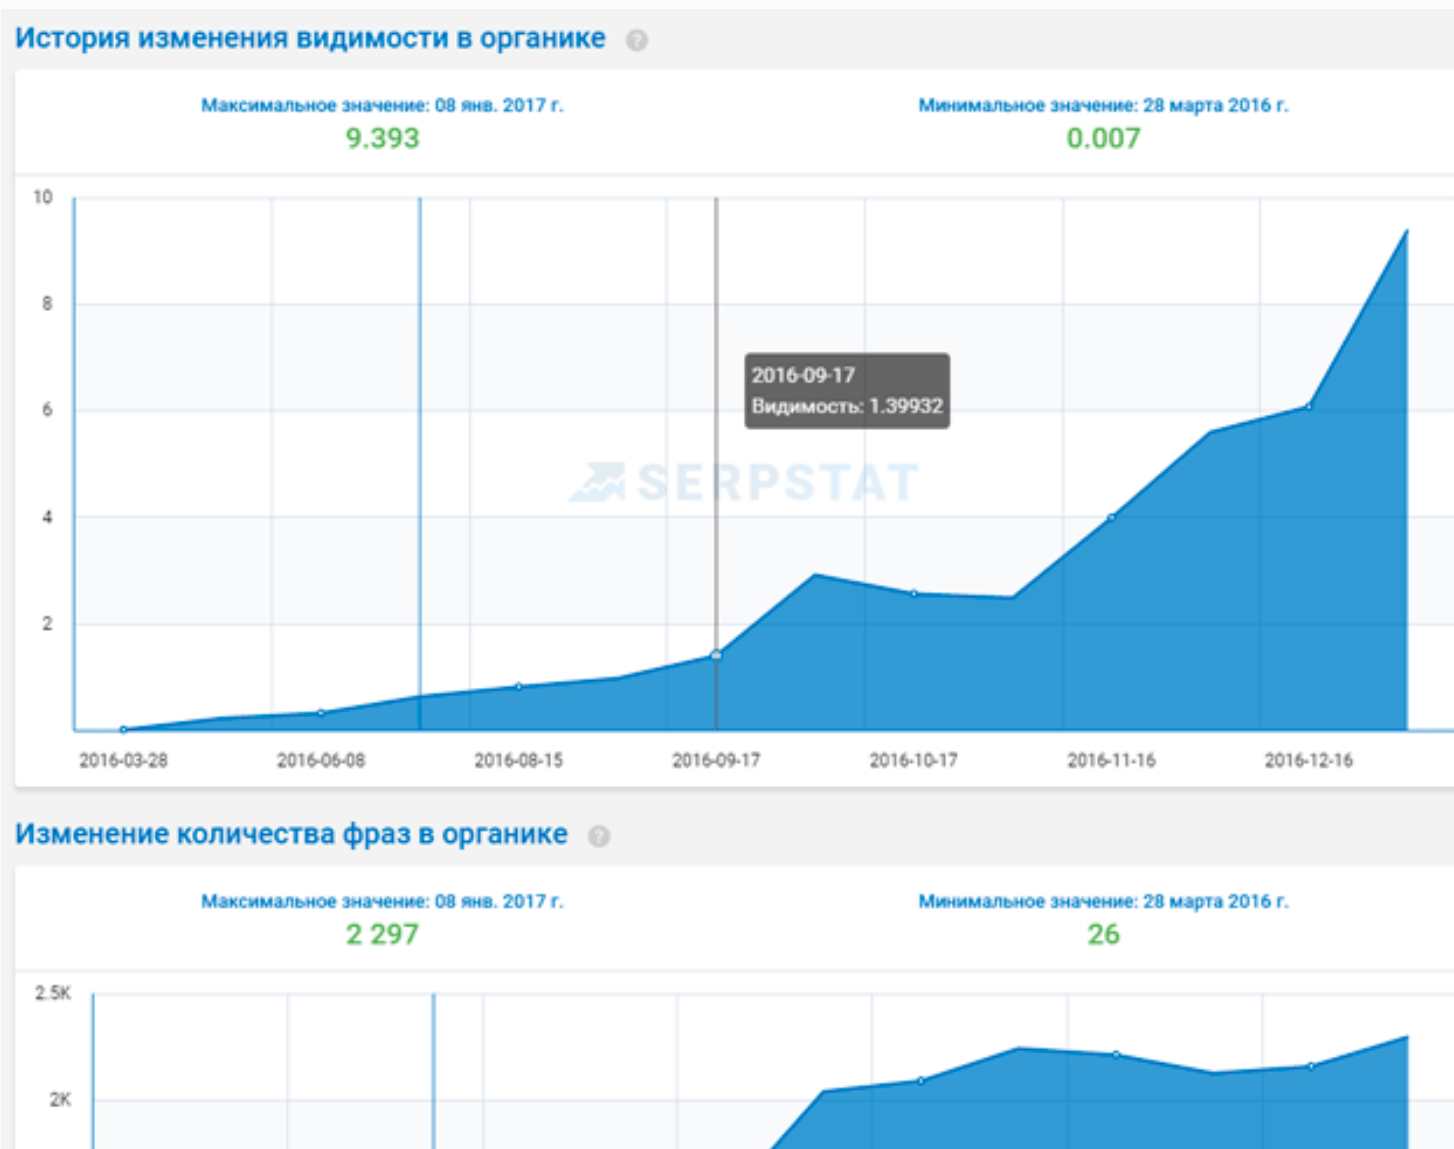 История изменения видимости в органике ?
Максимальное значение: 08 янв. 2017 г.
9.393
Минимальное значение: 28 марта 2016 г.
0.007
10
8
6
4
2
2016-09-17
Видимость: 1.39932
SERPSTAT
2016-03-28 2016-06-08 2016-08-15 2016-09-17 2016-10-17 2016-11-16 2016-12-16
Изменение количества фраз в органике ?
Максимальное значение: 08 янв. 2017 г.
2 297
Минимальное значение: 28 марта 2016 г.
26
2.5K
2K